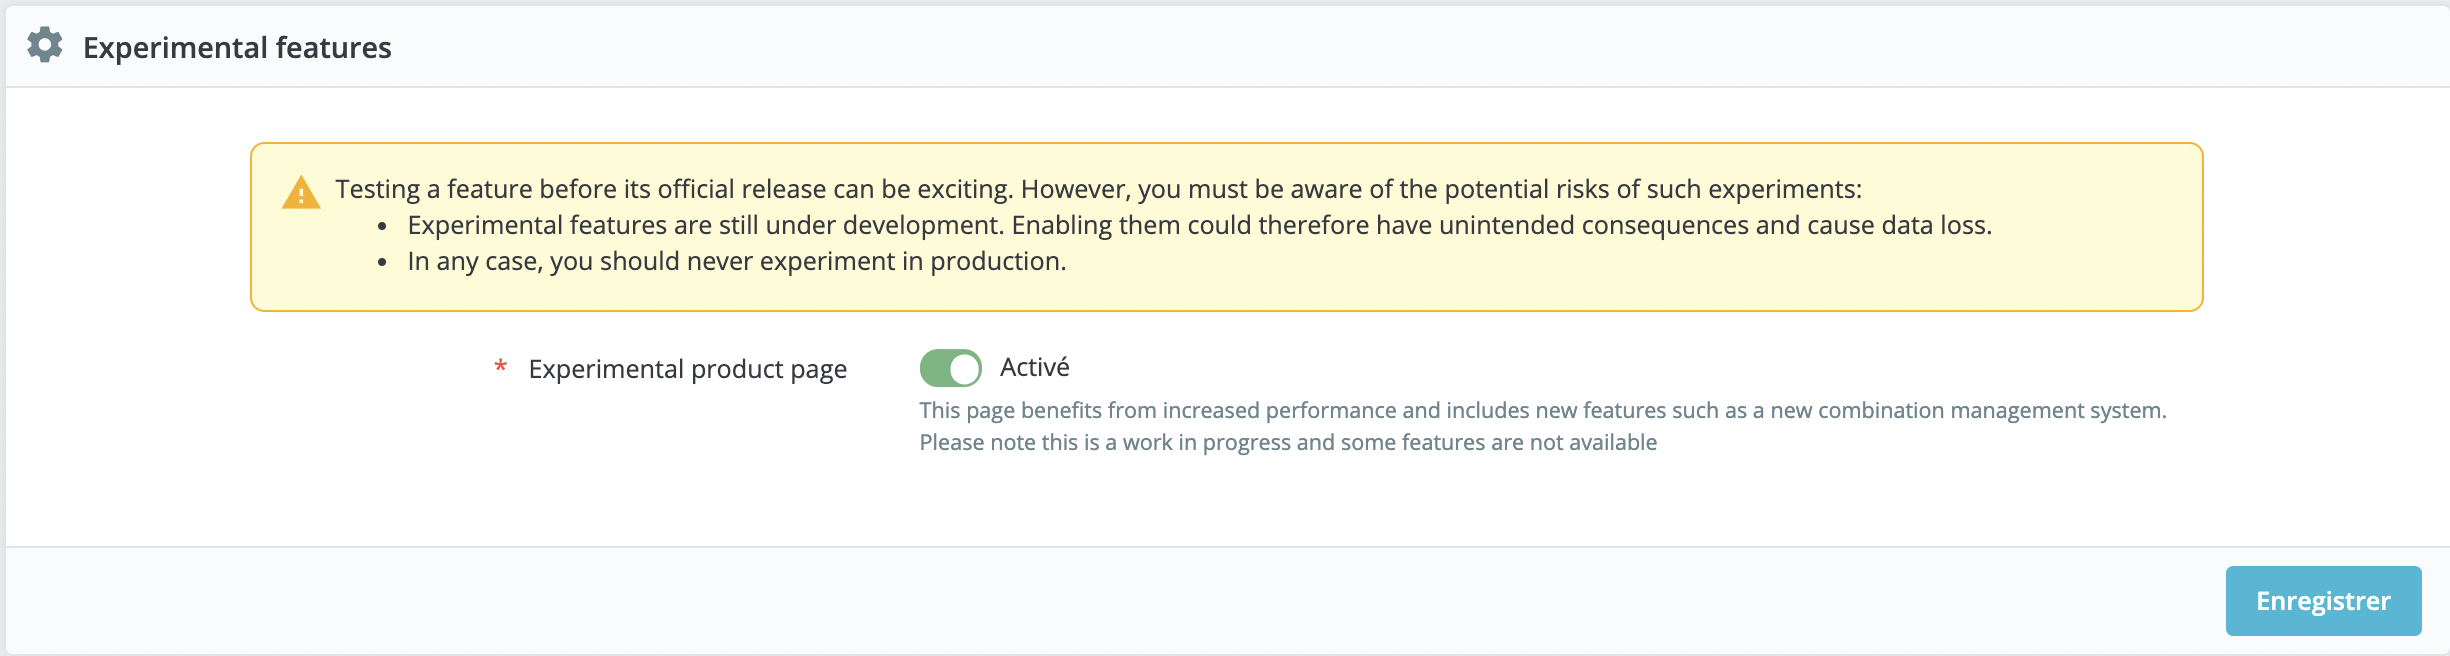 Experimental features
Testing a feature before its official release can be exciting. However, you must be aware of the potential risks of such experiments:
• Experimental features are still under development. Enabling them could therefore have unintended consequences and cause data loss.
• In any case, you should never experiment in production.
* Experimental product page
Activé
This page benefits from increased performance and includes new features such as a new combination management system.
Please note this is a work in progress and some features are not available
Enregistrer